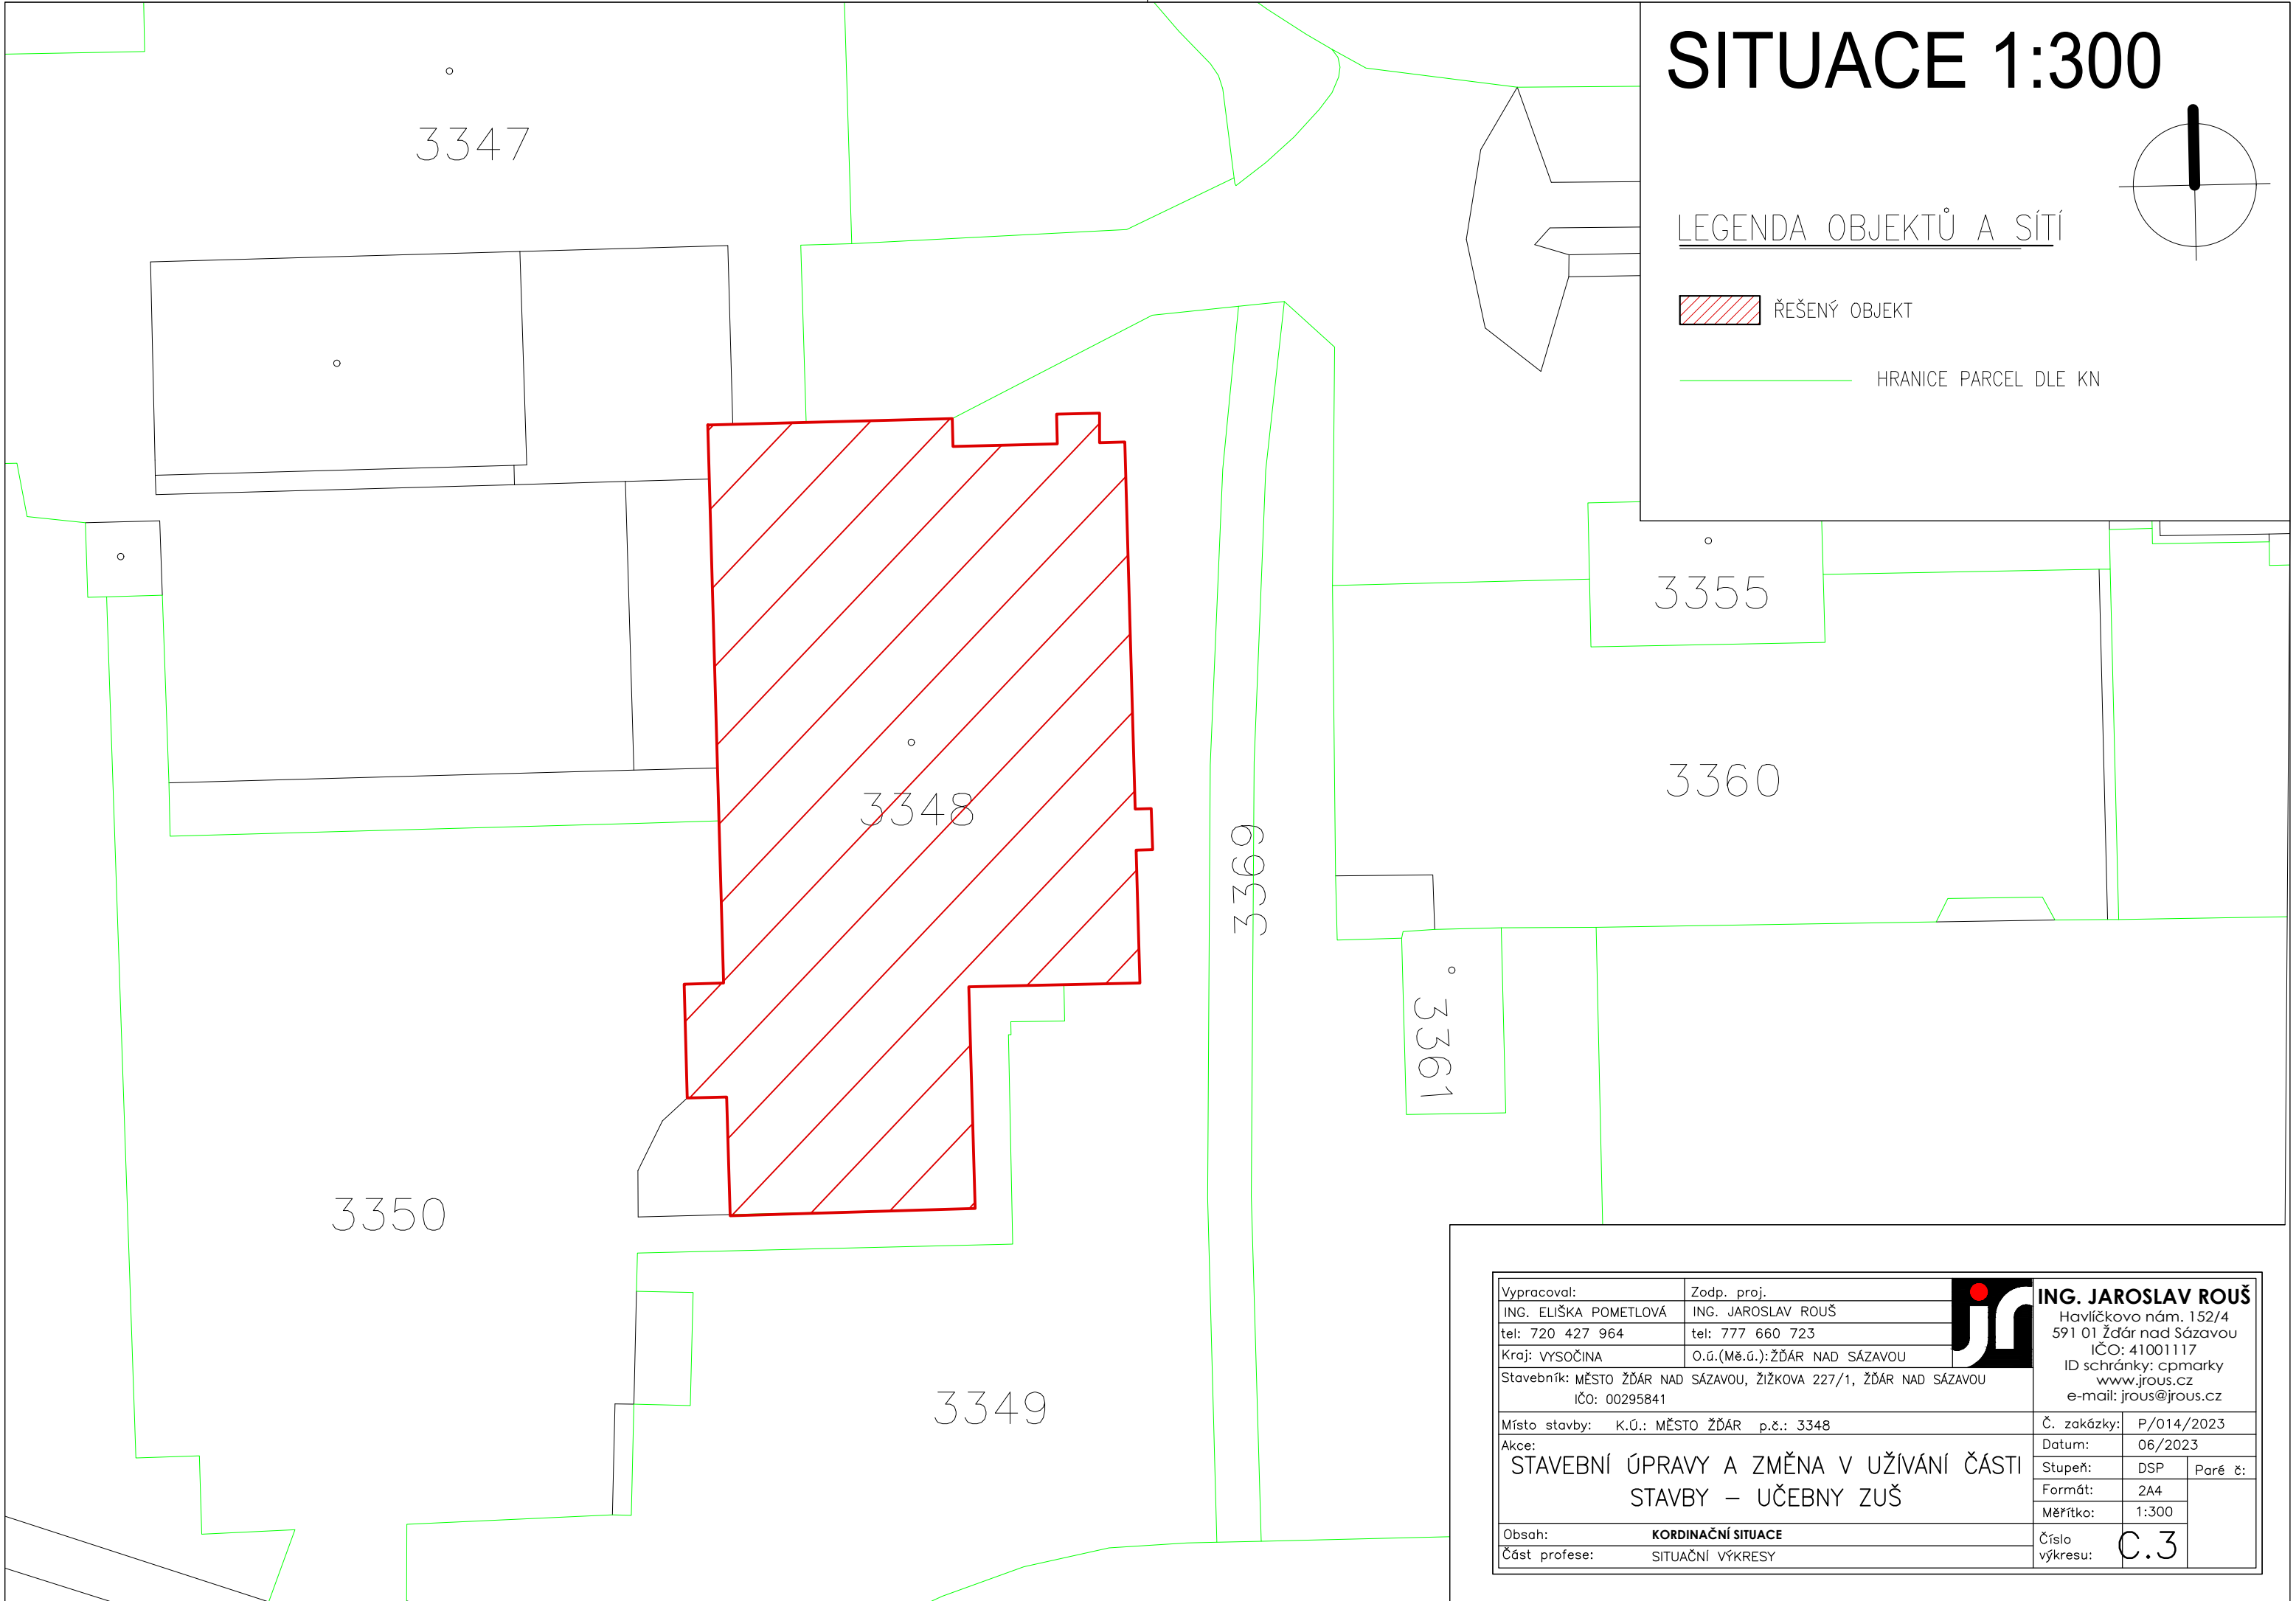 SITUACE 1:300
LEGENDA OBJEKTŮ A SÍTÍ
ŘEŠENÝ OBJEKT
HRANICE PARCEL DLE KN
3347
3355
3360
3348
3369
3361
3350
3349
Vypracoval:
Zodp. proj.
ING. ELIŠKA POMETLOVÁ
ING. JAROSLAV ROUŠ
tel: 720 427 964
tel: 777 660 723
Kraj: VYSOČINA
O.ú.(Mě.ú.): ŽĎÁR NAD SÁZAVOU
jr
ING. JAROSLAV ROUŠ
Havlíčkovo nám. 152/4
591 01 Žďár nad Sázavou
IČO: 41001117
ID schránky: cpmarky
www.jrous.cz
e-mail: jrous@jrous.cz
Stavebník: MĚSTO ŽĎÁR NAD SÁZAVOU, ŽIŽKOVA 227/1, ŽĎÁR NAD SÁZAVOU
IČO: 00295841
Místo stavby: K.Ú.: MĚSTO ŽĎÁR p.č.: 3348
Akce:
STAVEBNÍ ÚPRAVY A ZMĚNA V UŽÍVÁNÍ ČÁSTI
STAVBY – UČEBNY ZUŠ
Obsah: KORDINAČNÍ SITUACE
Část profese: SITUAČNÍ VÝKRESY
Č. zakázky: P/014/2023
Datum: 06/2023
Stupeň: DSP
Paré č:
Formát: 2A4
Měřítko: 1:300
Číslo
výkresu: C.3